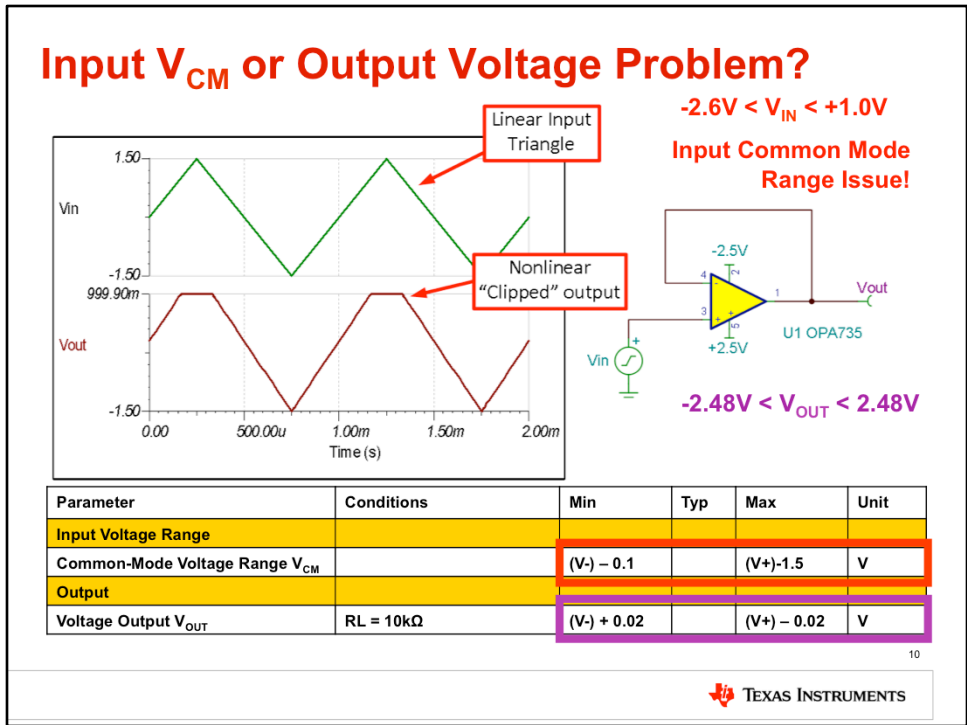 Input VCM or Output Voltage Problem?
-2.6V < VIN < +1.0V
Input Common Mode
Range Issue!
Linear Input
Triangle
1.50
Vin
-1.50
Nonlinear
“Clipped” output
999.90m
Vout
-1.50
0.00 500.00u 1.00m 1.50m 2.00m
Time (s)
-2.5V
2
4
-
1
Vout
3
+
+
5
U1 OPA735
+2.5V
Vin
+
-2.48V < VOUT < 2.48V
Parameter Conditions Min Typ Max Unit
Input Voltage Range
Common-Mode Voltage Range VCM (V-) – 0.1 (V+)-1.5 V
Output
Voltage Output VOUT RL = 10kΩ (V-) + 0.02 (V+) – 0.02 V
10
TEXAS INSTRUMENTS